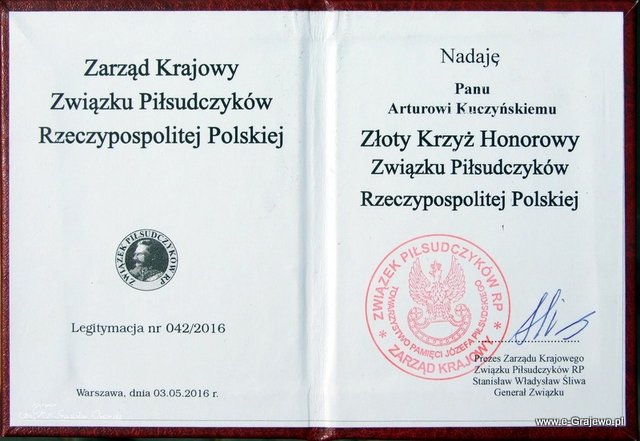 Zarząd Krajowy
Związku Piłsudczyków
Rzeczypospolitej Polskiej
ZWIĄZEK PIŁSUDCZYKÓW RP
Legitymacja nr 042/2016
Warszawa, dnia 03.05.2016 r.
Nadaję
Panu
Arturowi Kuczyńskiemu
Złoty Krzyż Honorowy
Związku Piłsudczyków
Rzeczypospolitej Polskiej
* ZWIĄZEK PIŁSUDCZYKÓW RP *
TOWARZYSTWO PAMIĘCI JÓZEFA PIŁSUDSKIEGO
ZARZĄD KRAJOWY
Prezes Zarządu Krajowego
Związku Piłsudczyków RP
Stanisław Władysław Śliwa
Generał Związku
www.e-Grajewo.pl